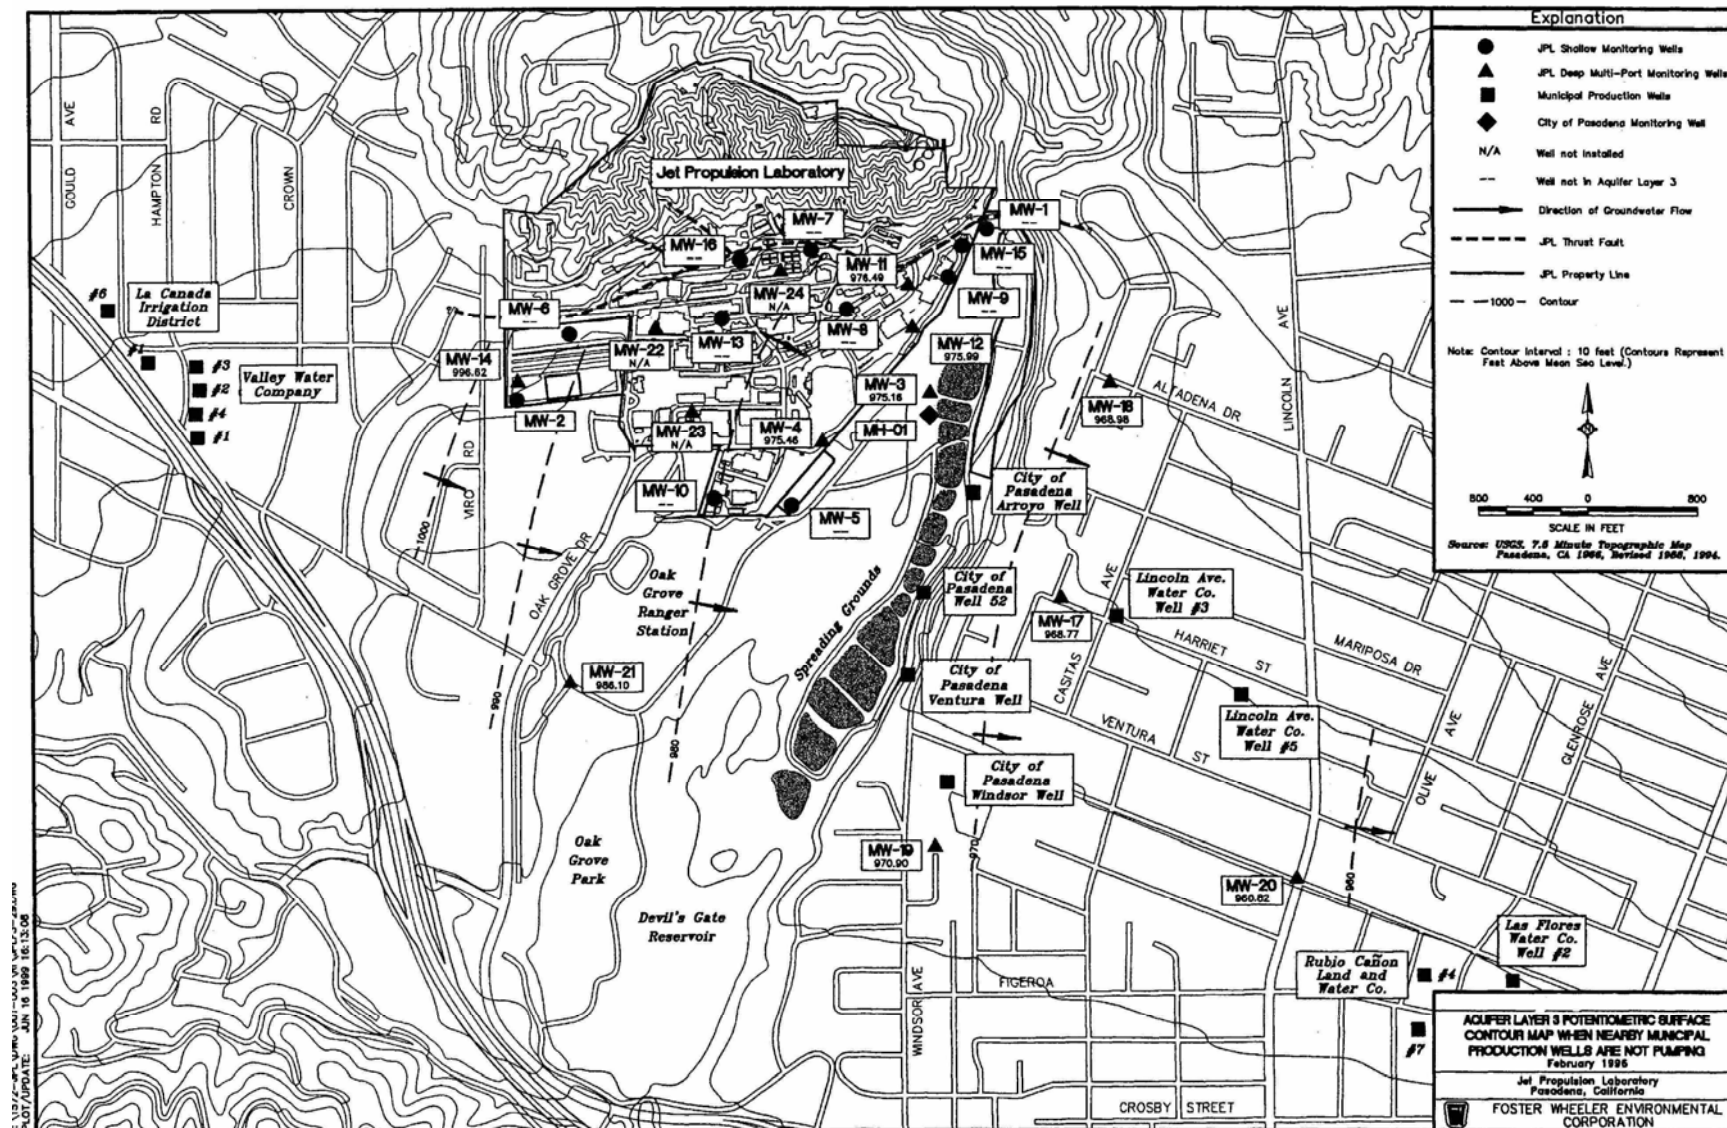 Explanation
JPL Shallow Monitoring Wells
JPL Deep Multi-Port Monitoring Wells
Municipal Production Wells
City of Pasadena Monitoring Well
N/A Well not installed
-- Well not in Aquifer Layer 3
Direction of Groundwater Flow
JPL Thrust Fault
JPL Property Line
1000 Contour
Note: Contour Interval : 10 feet (Contours Represent
Feet Above Mean Sea Level.)
N
800 400 0 800
SCALE IN FEET
Source: USGS, 7.5 Minute Topographic Map
Pasadena, CA 1966, Revised 1988, 1994.
GOULD AVE
HAMPTON RD
CROWN
Jet Propulsion Laboratory
MW-7
--
MW-1
--
MW-16
--
MW-11
976.49
MW-15
--
MW-24
N/A
MW-9
--
#6
La Canada
Irrigation
District
MW-6
--
MW-8
--
MW-13
--
MW-22
N/A
MW-12
975.99
#1
#3
#2
#4
#1
Valley Water
Company
MW-14
996.62
MW-3
975.16
MW-18
968.98
ALTADENA DR
LINCOLN AVE
MW-2
MW-23
N/A
MW-4
975.46
MH-01
VIRO RD
MW-10
--
MW-5
--
City of
Pasadena
Arroyo Well
1000
OAK GROVE DR
Oak
Grove
Ranger
Station
Spreading Grounds
City of
Pasadena
Well 52
Lincoln Ave.
Water Co.
Well #3
MW-17
968.77
CASITAS AVE
HARRIET ST
MARIPOSA DR
GLENROSE AVE
OLIVE AVE
VENTURA ST
MW-21
986.10
City of
Pasadena
Ventura Well
Lincoln Ave.
Water Co.
Well #5
990
980
City of
Pasadena
Windsor Well
970
960
MW-19
970.90
MW-20
960.82
Oak
Grove
Park
Devil's Gate
Reservoir
WINDSOR AVE
FIGEROA
Las Flores
Water Co.
Well #2
Rubio Cañon
Land and
Water Co.
#4
#7
CROSBY STREET
AQUIFER LAYER 3 POTENTIOMETRIC SURFACE
CONTOUR MAP WHEN NEARBY MUNICIPAL
PRODUCTION WELLS ARE NOT PUMPING
February 1996
Jet Propulsion Laboratory
Pasadena, California
FOSTER WHEELER ENVIRONMENTAL
CORPORATION
PLOT/UPDATE: JUN 16 1999 16:13:06